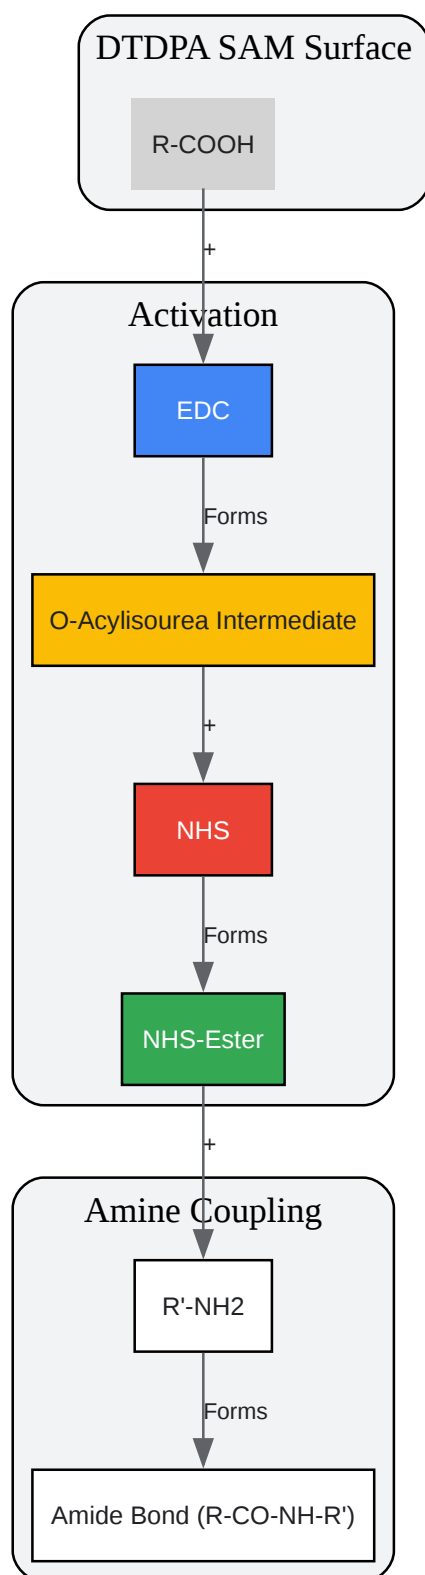 DTDPA SAM Surface
R-COOH
+
Activation
EDC
Forms
O-Acylisourea Intermediate
+
NHS
Forms
NHS-Ester
+
Amine Coupling
R'-NH2
Forms
Amide Bond (R-CO-NH-R')